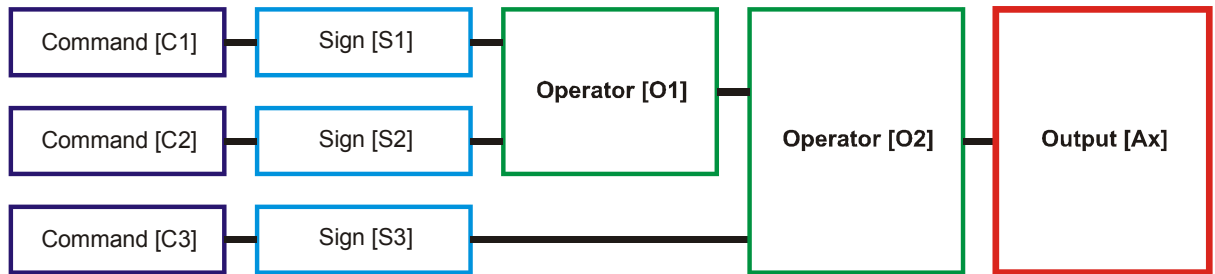 Command [C1]
Sign [S1]
Operator [O1]
Command [C2]
Sign [S2]
Operator [O2]
Output [Ax]
Command [C3]
Sign [S3]